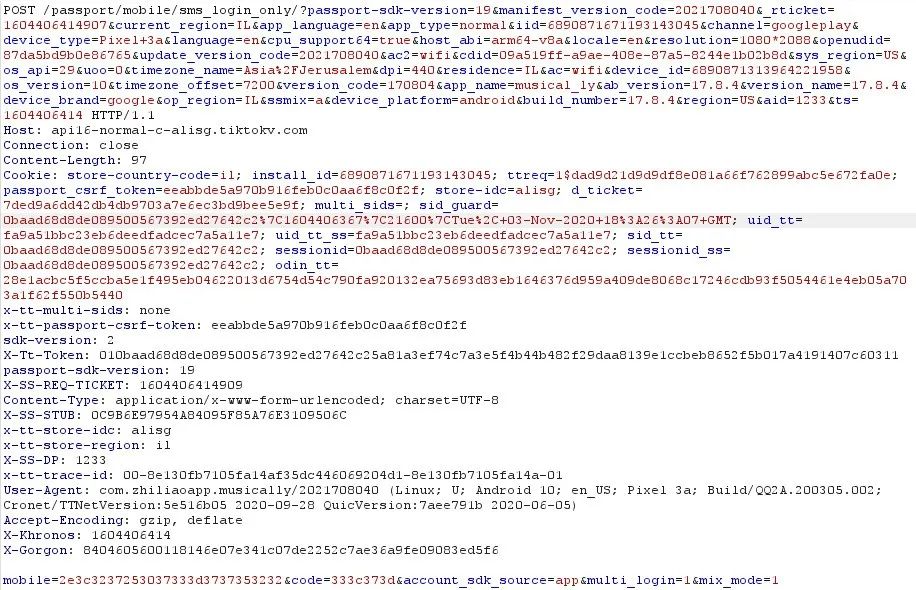 POST /passport/mobile/sms_login_only/?passport-sdk-version=19&manifest_version_code=2021708040&_rticket=
1604406414907&current_region=IL&app_language=en&app_type=normal&iid=6890871671193143045&channel=googleplay&
device_type=Pixel+3a&language=en&cpu_support64=true&host_abi=arm64-v8a&locale=en&resolution=1080*2088&openudid=
87da5bd9b0e86765&update_version_code=2021708040&ac2=wifi&cdid=09a519ff-a9ae-408e-87a5-8244e1b02b8d&sys_region=US&
os_api=29&uoo=0&timezone_name=Asia%2FJerusalem&dpi=440&residence=IL&ac=wifi&device_id=6890871313964221958&
os_version=10&timezone_offset=7200&version_code=170804&app_name=musical_ly&ab_version=17.8.4&version_name=17.8.4&
device_brand=google&op_region=IL&ssmix=a&device_platform=android&build_number=17.8.4&region=US&aid=1233&ts=
1604406414 HTTP/1.1
Host: api16-normal-c-alisg.tiktokv.com
Connection: close
Content-Length: 97
Cookie: store-country-code=il; install_id=6890871671193143045; ttreq=1$dad9d21d9d9df8e081a66f762899abc5e672fa0e;
passport_csrf_token=eeabbde5a970b916feb0c0aa6f8c0f2f; store-idc=alisg; d_ticket=
7ded9a6dd42db4db9703a7e6ec3bd9bee5e9f; multi_sids=; sid_guard=
0baad68d8de089500567392ed27642c2%7C1604406367%7C21600%7CTue%2C+03-Nov-2020+18%3A26%3A07+GMT; uid_tt=
fa9a51bbc23eb6deedfadcec7a5a11e7; uid_tt_ss=fa9a51bbc23eb6deedfadcec7a5a11e7; sid_tt=
0baad68d8de089500567392ed27642c2; sessionid=0baad68d8de089500567392ed27642c2; sessionid_ss=
0baad68d8de089500567392ed27642c2; odin_tt=
28e1acbc5f5ccba5e1f495eb04622013d6754d54c790fa920132ea75693d83eb1646376d959a409de8068c17246cdb93f5054461e4eb05a70
3a1f62f550b5440
x-tt-multi-sids: none
x-tt-passport-csrf-token: eeabbde5a970b916feb0c0aa6f8c0f2f
sdk-version: 2
X-Tt-Token: 010baad68d8de089500567392ed27642c25a81a3ef74c7a3e5f4b44b482f29daa8139e1ccbeb8652f5b017a4191407c60311
passport-sdk-version: 19
X-SS-REQ-TICKET: 1604406414909
Content-Type: application/x-www-form-urlencoded; charset=UTF-8
X-SS-STUB: 0C9B6E97954A84095F85A76E3109506C
x-tt-store-idc: alisg
x-tt-store-region: il
X-SS-DP: 1233
x-tt-trace-id: 00-8e130fb7105fa14af35dc446069204d1-8e130fb7105fa14a-01
User-Agent: com.zhiliaoapp.musically/2021708040 (Linux; U; Android 10; en_US; Pixel 3a; Build/QQ2A.200305.002;
Cronet/TTNetVersion:5e516b05 2020-09-28 QuicVersion:7aee791b 2020-06-05)
Accept-Encoding: gzip, deflate
X-Khronos: 1604406414
X-Gorgon: 8404605600118146e07e341c07de2252c7ae36a9fe09083ed5f6
mobile=2e3c3237253037333d3737353232&code=333c373d&account_sdk_source=app&multi_login=1&mix_mode=1